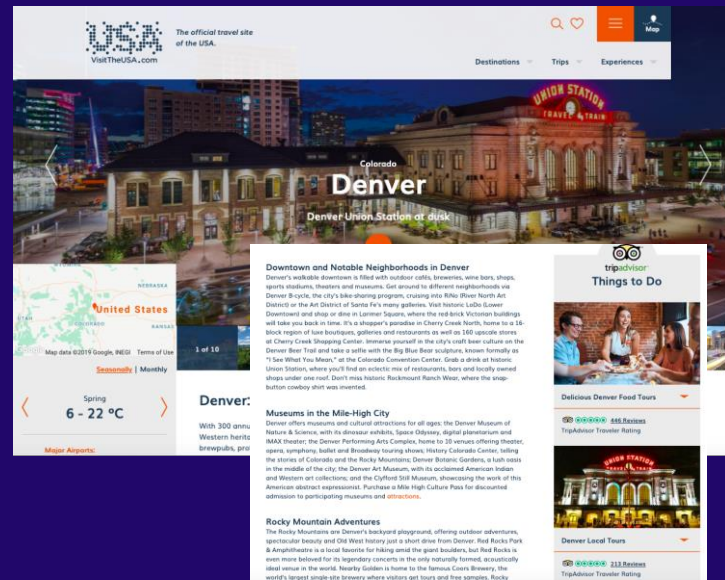 USA
VisitTheUSA.com
The official travel site
of the USA.
Map
Destinations
Trips
Experiences
UNION STATION
TRAVEL by TRAIN
Colorado
Denver
Denver Union Station at dusk
NEBRASKA
United States
UTAH
COLORADO
KANSAS
Map data ©2019 Google, INEGI Terms of Use
1 of 10
Seasonally | Monthly
Spring
6 - 22 ºC
Major Airports:
Denver:
With 300 annu
Western herita
brewpubs, pro
Downtown and Notable Neighborhoods in Denver
Denver's walkable downtown is filled with outdoor cafés, breweries, wine bars, shops,
sports stadiums, theaters and museums. Get around to different neighborhoods via
Denver B-cycle, the city's bike-sharing program, cruising into RiNo (River North Art
District) or the Art District of Santa Fe's many galleries. Visit historic LoDo (Lower
Downtown) and shop or dine in Larimer Square, where the red-brick Victorian buildings
will take you back in time. It's a shopper's paradise in Cherry Creek North, home to a 16-
block region of luxe boutiques, galleries and restaurants as well as 160 upscale stores
at Cherry Creek Shopping Center. Immerse yourself in the city's craft beer culture on the
Denver Beer Trail and take a selfie with the Big Blue Bear sculpture, known formally as
"I See What You Mean," at the Colorado Convention Center. Grab a drink at historic
Union Station, where you'll find an eclectic mix of restaurants, bars and locally owned
shops under one roof. Don't miss historic Rockmount Ranch Wear, where the snap-
button cowboy shirt was invented.
Museums in the Mile-High City
Denver offers museums and cultural attractions for all ages: the Denver Museum of
Nature & Science, with its dinosaur exhibits, Space Odyssey, digital planetarium and
IMAX theater; the Denver Performing Arts Complex, home to 10 venues offering theater,
opera, symphony, ballet and Broadway touring shows; History Colorado Center, telling
the stories of Colorado and the Rocky Mountains; Denver Botanic Gardens, a lush oasis
in the middle of the city; the Denver Art Museum, with its acclaimed American Indian
and Western art collections; and the Clyfford Still Museum, showcasing the work of this
American abstract expressionist. Purchase a Mile High Culture Pass for discounted
admission to participating museums and attractions.
Rocky Mountain Adventures
The Rocky Mountains are Denver's backyard playground, offering outdoor adventures,
spectacular beauty and Old West history just a short drive from Denver. Red Rocks Park
& Amphitheatre is a local favorite for hiking amid the giant boulders, but Red Rocks is
even more beloved for its legendary concerts in the only naturally formed, acoustically
ideal venue in the world. Nearby Golden is home to the famous Coors Brewery, the
world's largest single-site brewery where visitors get tours and free samples. Rocky
tripadvisor
Things to Do
Delicious Denver Food Tours
446 Reviews
TripAdvisor Traveler Rating
UNION STATION
Denver Local Tours
213 Reviews
TripAdvisor Traveler Rating